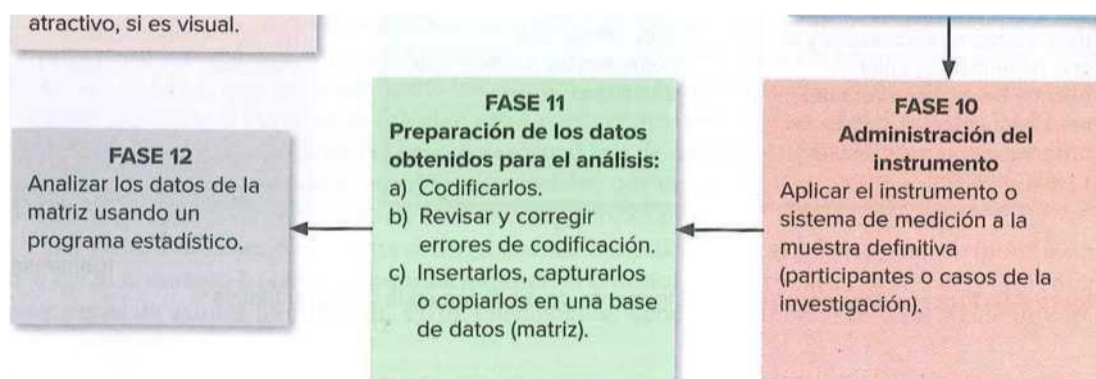 atractivo, si es visual.
FASE 12
Analizar los datos de la
matriz usando un
programa estadístico.
FASE 11
Preparación de los datos
obtenidos para el análisis:
a) Codificarlos.
b) Revisar y corregir
errores de codificación.
c) Insertarlos, capturarlos
o copiarlos en una base
de datos (matriz).
FASE 10
Administración del
instrumento
Aplicar el instrumento o
sistema de medición a la
muestra definitiva
(participantes o casos de la
investigación).